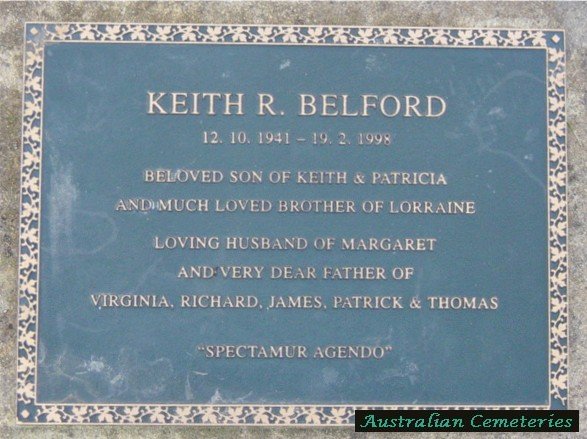 KEITH R. BELFORD
12. 10. 1941 – 19. 2. 1998
BELOVED SON OF KEITH & PATRICIA
AND MUCH LOVED BROTHER OF LORRAINE
LOVING HUSBAND OF MARGARET
AND VERY DEAR FATHER OF
VIRGINIA, RICHARD, JAMES, PATRICK & THOMAS
“SPECTAMUR AGENDO”
Australian Cemeteries